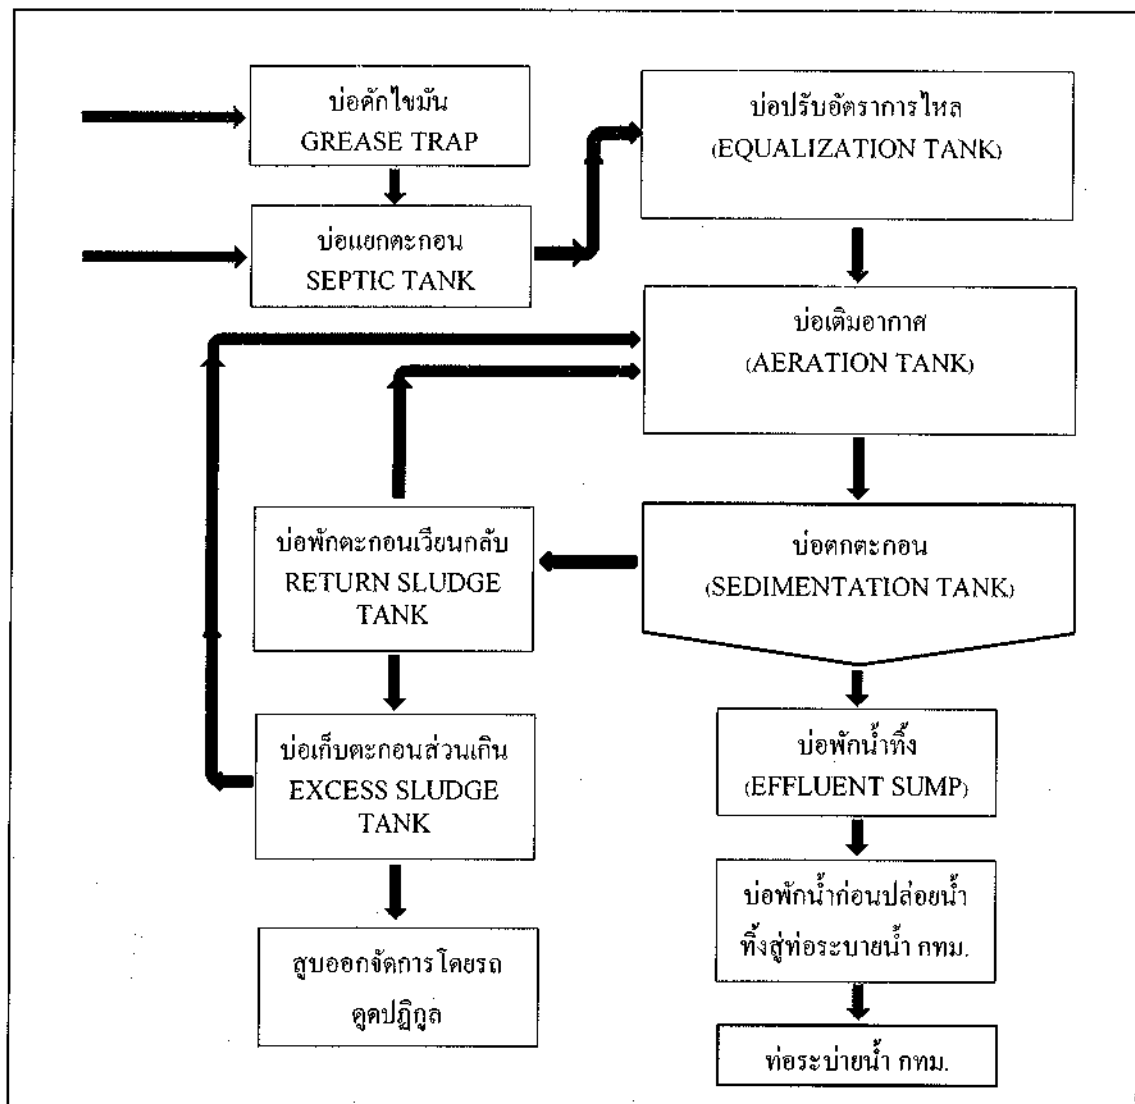 บ่อดักไขมัน
GREASE TRAP
บ่อแยกตะกอน
SEPTIC TANK
บ่อปรับอัตราการไหล
(EQUALIZATION TANK)
บ่อเติมอากาศ
(AERATION TANK)
บ่อตกตะกอน
(SEDIMENTATION TANK)
บ่อพักตะกอนเวียนกลับ
RETURN SLUDGE
TANK
บ่อเก็บตะกอนส่วนเกิน
EXCESS SLUDGE
TANK
สูบออกจัดการโดยรถ
ดูดปฏิกูล
บ่อพักน้ำทิ้ง
(EFFLUENT SUMP)
บ่อพักน้ำก่อนปล่อยน้ำ
ทิ้งสู่ท่อระบายน้ำ กทม.
ท่อระบ่ายน้ำ กทม.